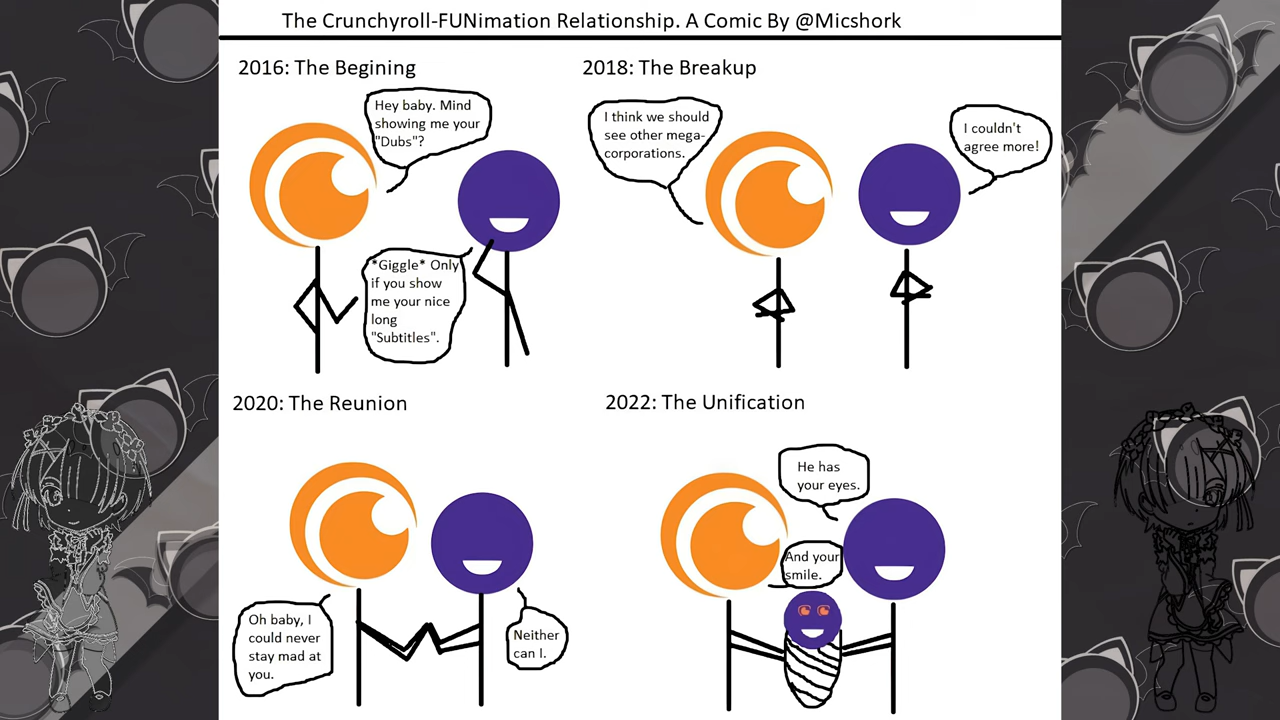 The Crunchyroll-FUNimation Relationship. A Comic By @Micshork
2016: The Begining
Hey baby. Mind
showing me your
"Dubs"?
*Giggle* Only
if you show
me your nice
long
"Subtitles".
2018: The Breakup
I think we should
see other mega-
corporations.
I couldn't
agree more!
2020: The Reunion
Oh baby, I
could never
stay mad at
you.
Neither
can I.
2022: The Unification
He has
your eyes.
And your
smile.